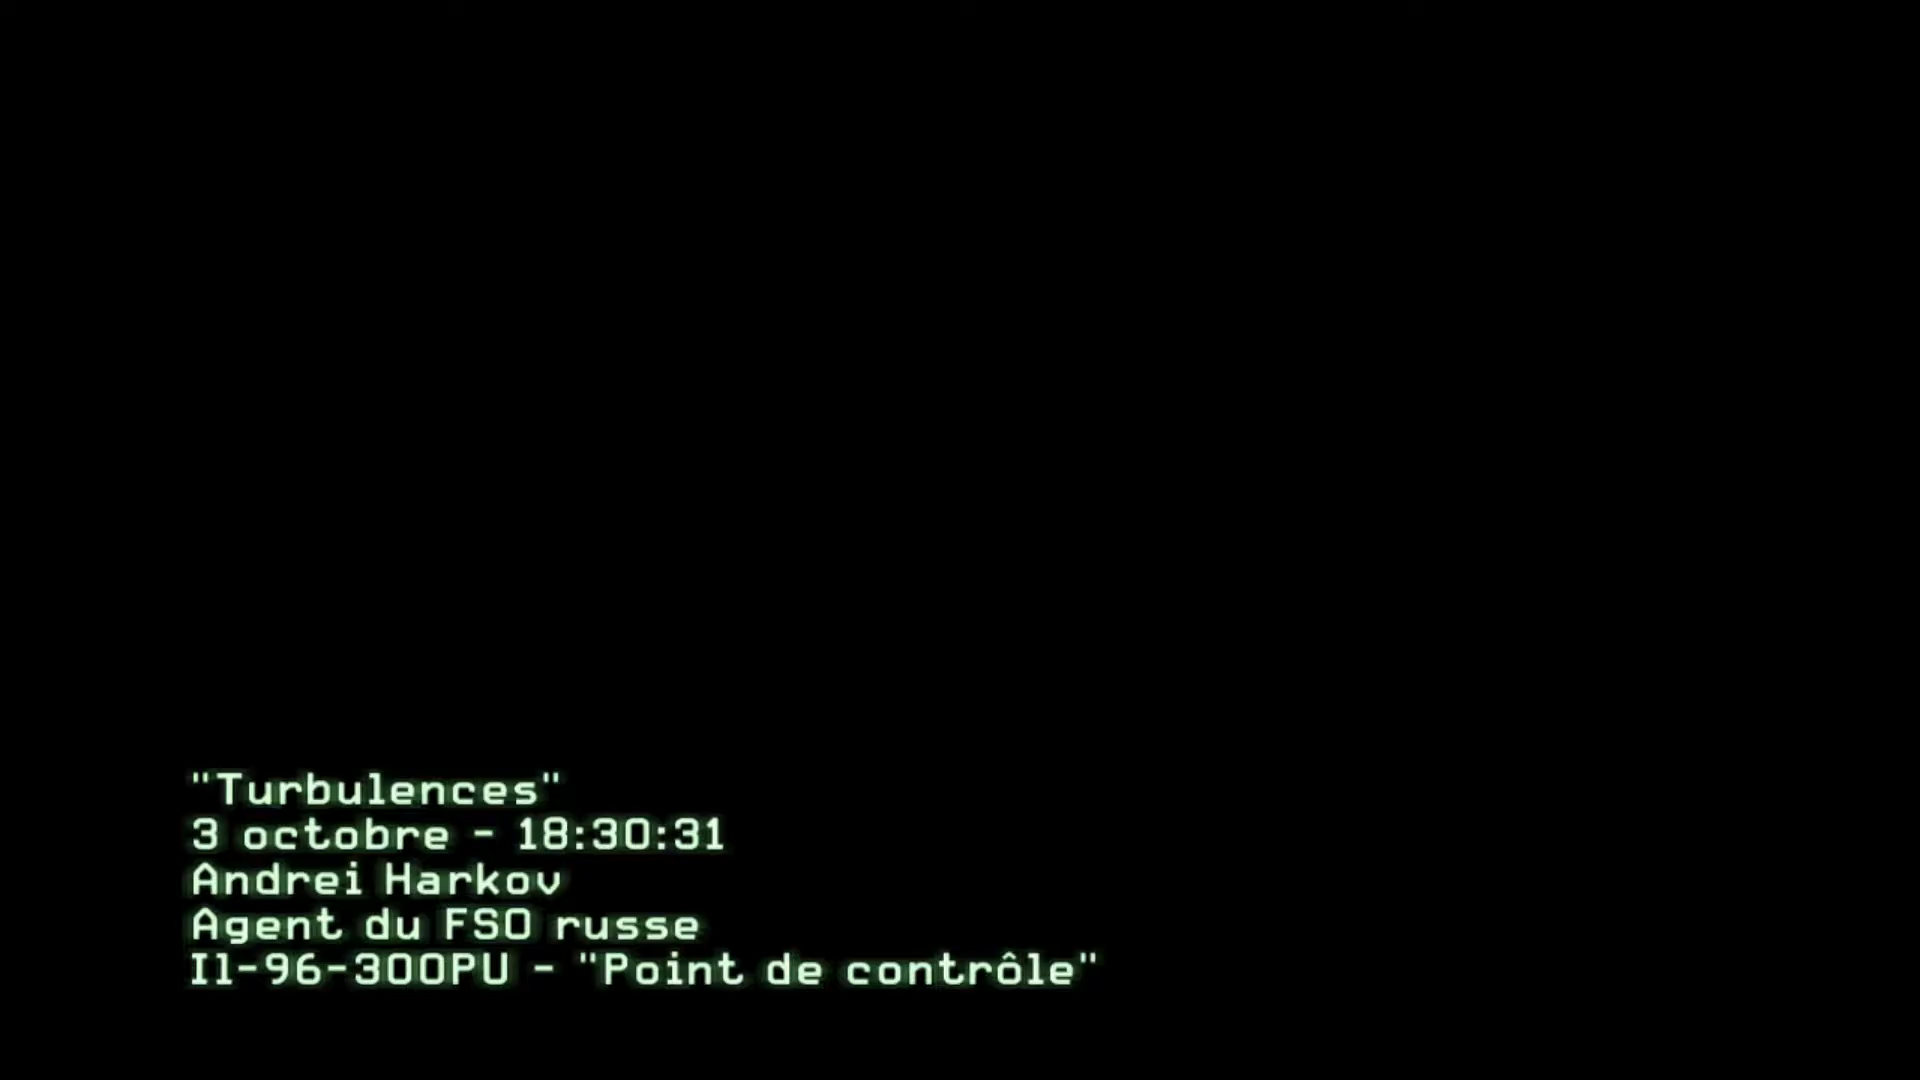 "Turbulences"
3 octobre - 18:30:31
Andrei Harkov
Agent du FSO russe
Il-96-300PU - "Point de contrôle"